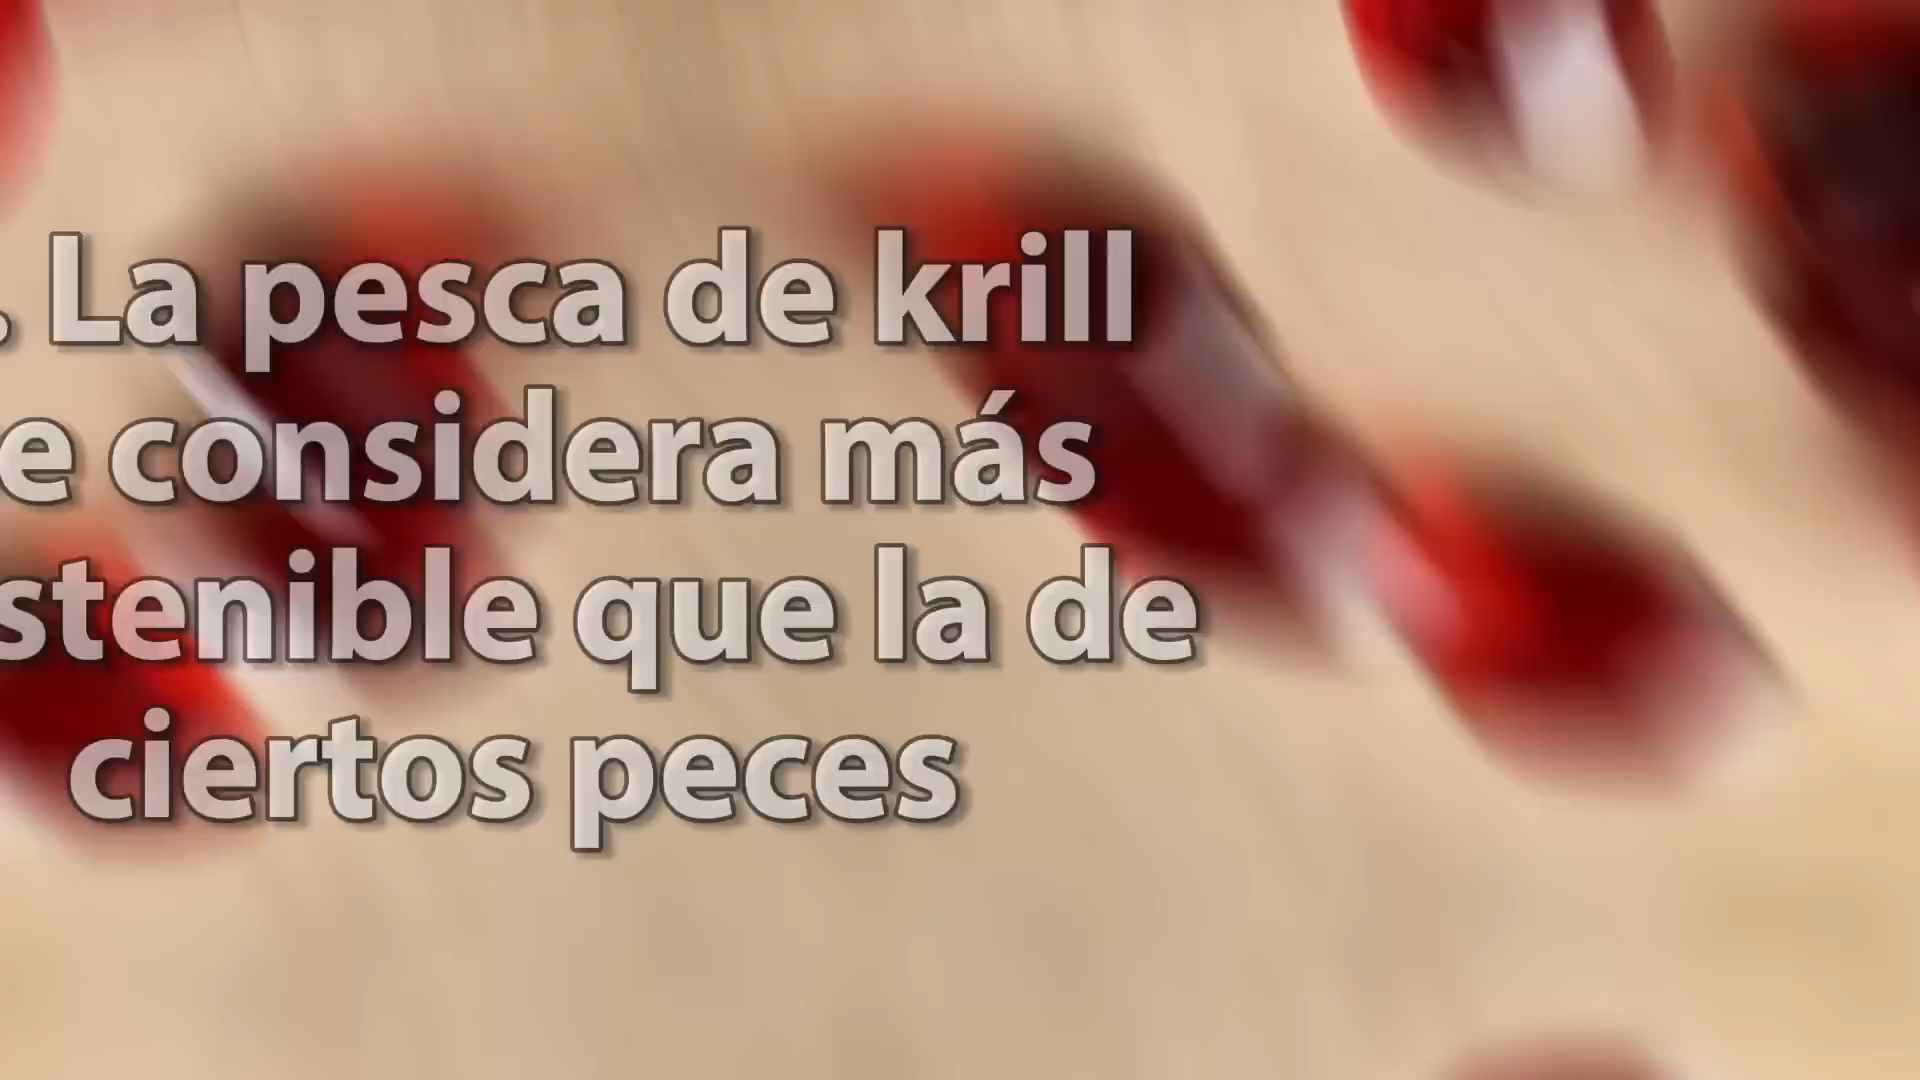 . La pesca de krill
e considera más
stenible que la de
ciertos peces